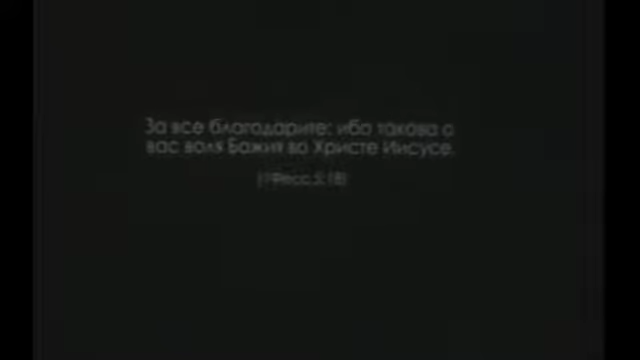 За все благодарите: ибо такова о
вас воля Божия во Христе Иисусе.
(1Фесс.5:18)